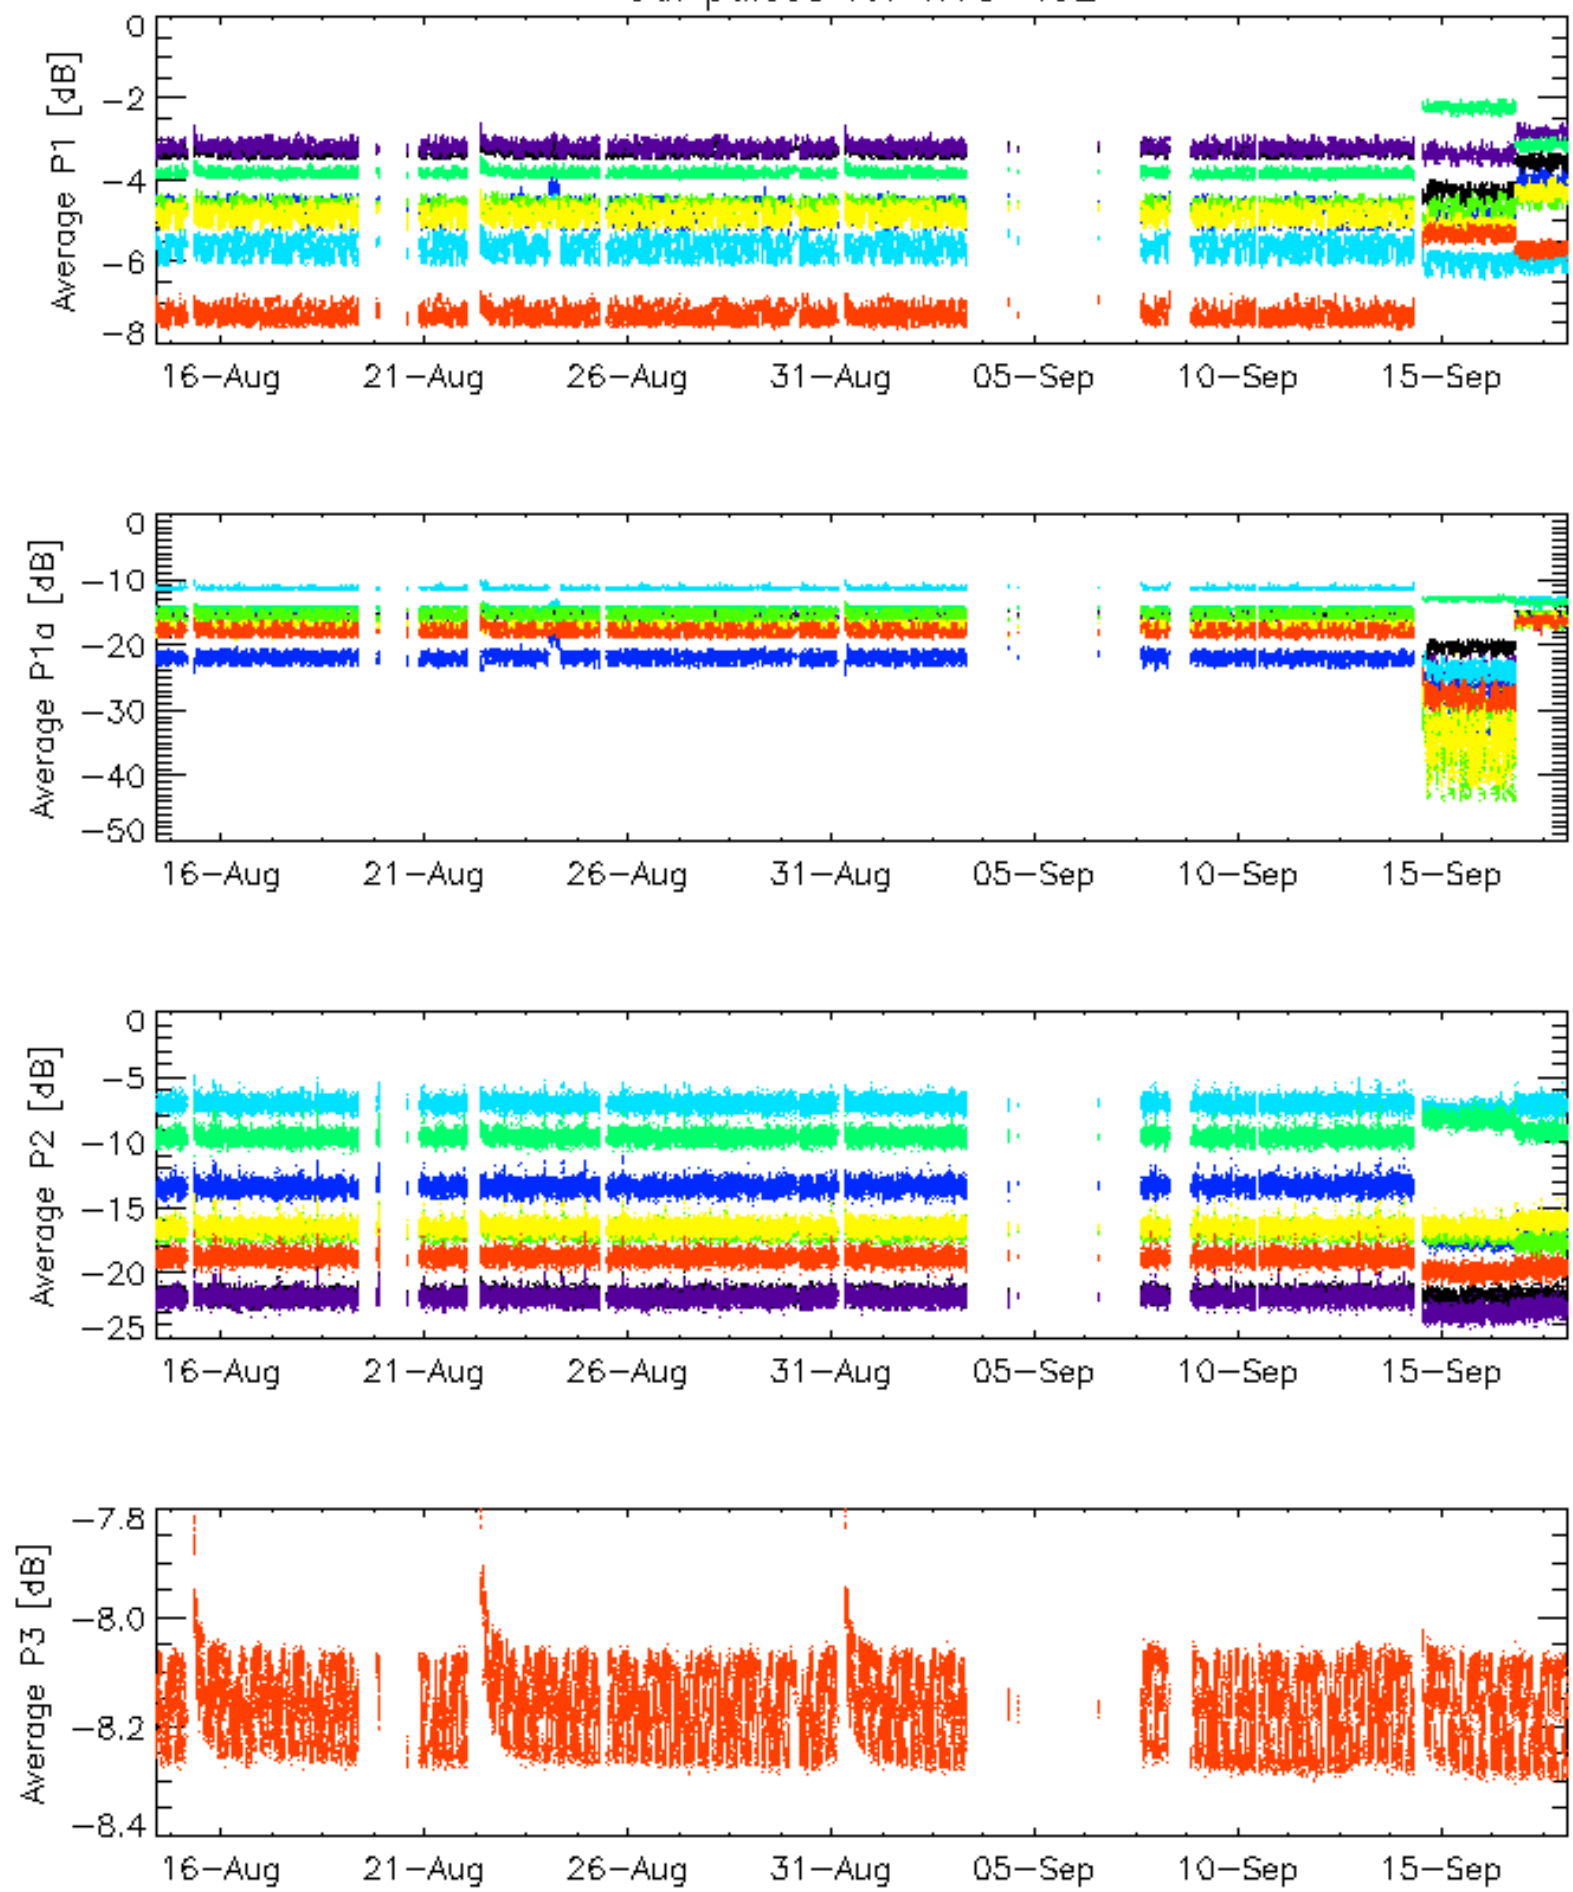 0
−2
−4
−6
−8
Average P1 [dB]
16−Aug 21−Aug 26−Aug 31−Aug 05−Sep 10−Sep 15−Sep
0
−10
−20
−30
−40
−50
Average P1a [dB]
16−Aug 21−Aug 26−Aug 31−Aug 05−Sep 10−Sep 15−Sep
0
−5
−10
−15
−20
−25
Average P2 [dB]
16−Aug 21−Aug 26−Aug 31−Aug 05−Sep 10−Sep 15−Sep
−7.8
−8.0
−8.2
−8.4
Average P3 [dB]
16−Aug 21−Aug 26−Aug 31−Aug 05−Sep 10−Sep 15−Sep